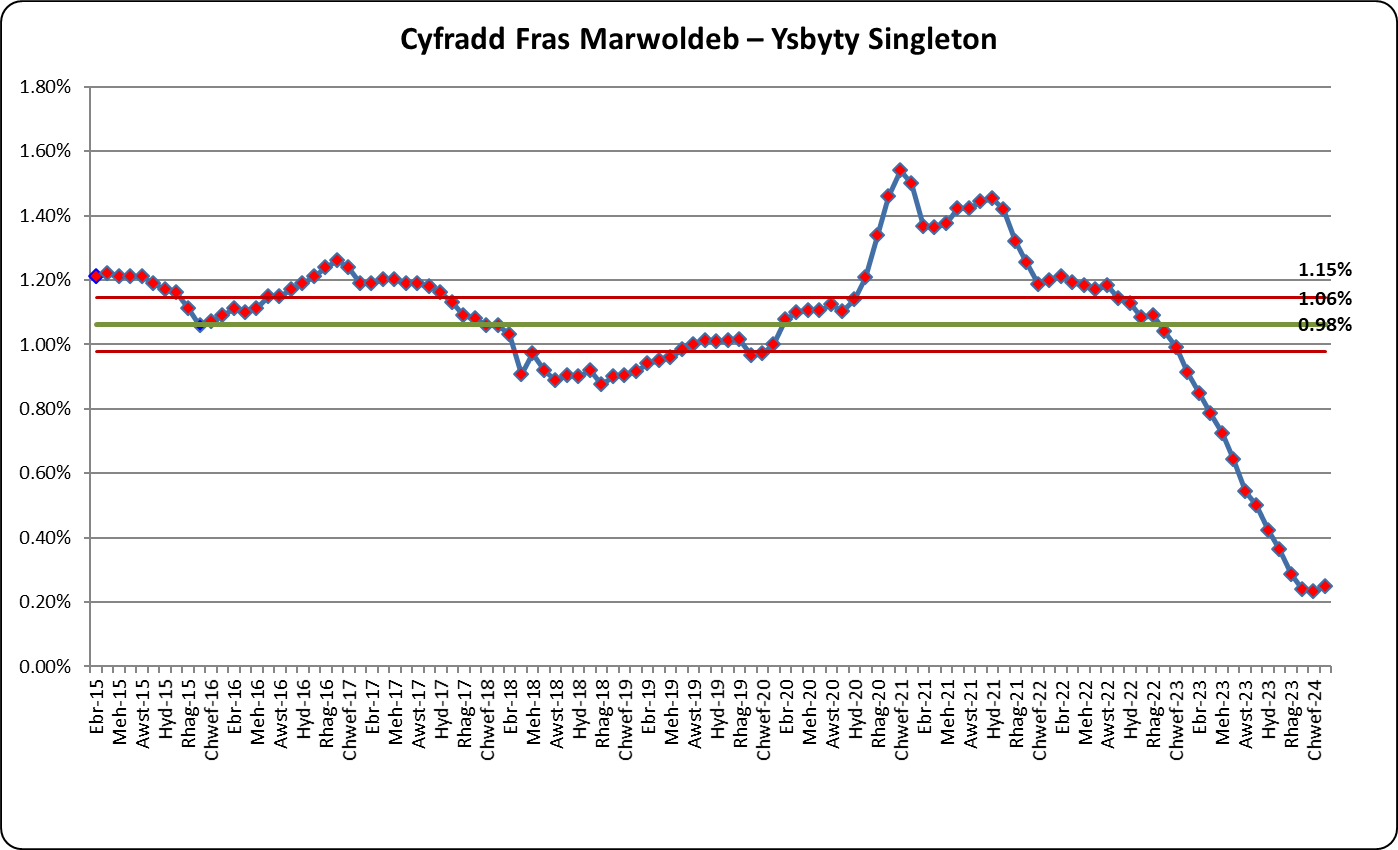 Cyfradd Fras Marwoldeb – Ysbyty Singleton
1.80%
1.60%
1.40%
1.20%
1.00%
0.80%
0.60%
0.40%
0.20%
0.00%
1.15%
1.06%
0.98%
Ebr-15
Meh-15
Awst-15
Hyd-15
Rhag-15
Chwef-16
Ebr-16
Meh-16
Awst-16
Hyd-16
Rhag-16
Chwef-17
Ebr-17
Meh-17
Awst-17
Hyd-17
Rhag-17
Chwef-18
Ebr-18
Meh-18
Awst-18
Hyd-18
Rhag-18
Chwef-19
Ebr-19
Meh-19
Awst-19
Hyd-19
Rhag-19
Chwef-20
Ebr-20
Meh-20
Awst-20
Hyd-20
Rhag-20
Chwef-21
Ebr-21
Meh-21
Awst-21
Hyd-21
Rhag-21
Chwef-22
Ebr-22
Meh-22
Awst-22
Hyd-22
Rhag-22
Chwef-23
Ebr-23
Meh-23
Awst-23
Hyd-23
Rhag-23
Chwef-24